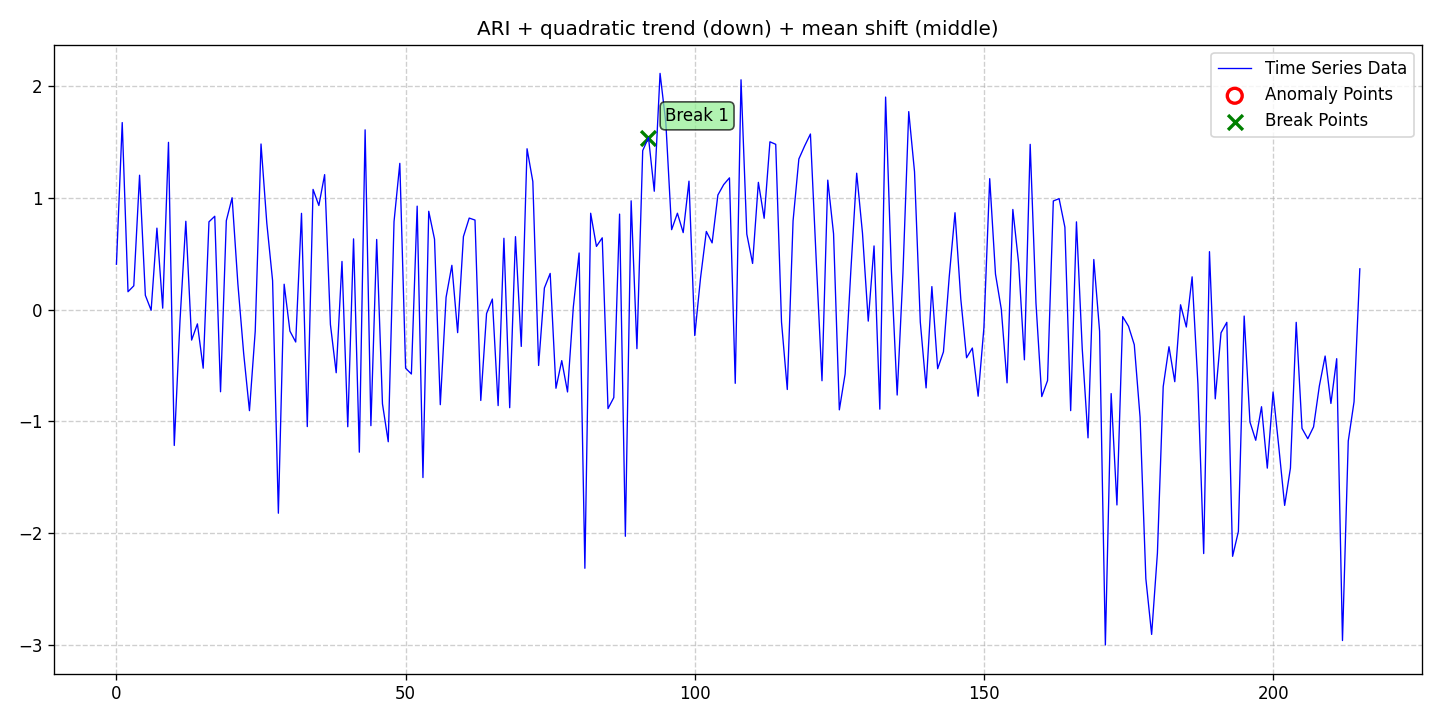 ARI + quadratic trend (down) + mean shift (middle)
Time Series Data
Anomaly Points
Break Points
Break 1
2
1
0
−1
−2
−3
0
50
100
150
200